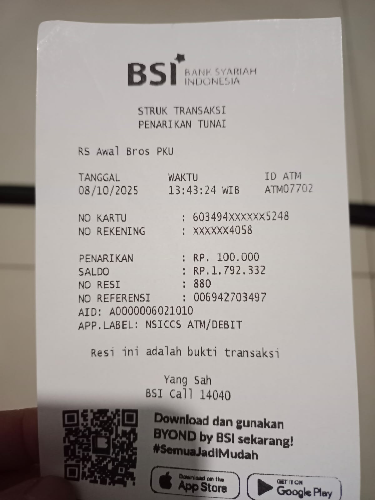 BSI BANK SYARIAH
INDONESIA
STRUK TRANSAKSI
PENARIKAN TUNAI
RS Awal Bros PKU
TANGGAL WAKTU ID ATM
08/10/2025 13:43:24 WIB ATM07702
NO KARTU : 603494XXXXXX5248
NO REKENING : XXXXXX4058
PENARIKAN : RP. 100.000
SALDO : RP.1.792.332
NO RESI : 880
NO REFERENSI : 006942703497
AID: A0000006021010
APP.LABEL: NSICCS ATM/DEBIT
Resi ini adalah bukti transaksi
Yang Sah
BSI Call 14040
Download dan gunakan
BYOND by BSI sekarang!
#SemuaJadiMudah
Download on the
App Store
GET IT ON
Google Play